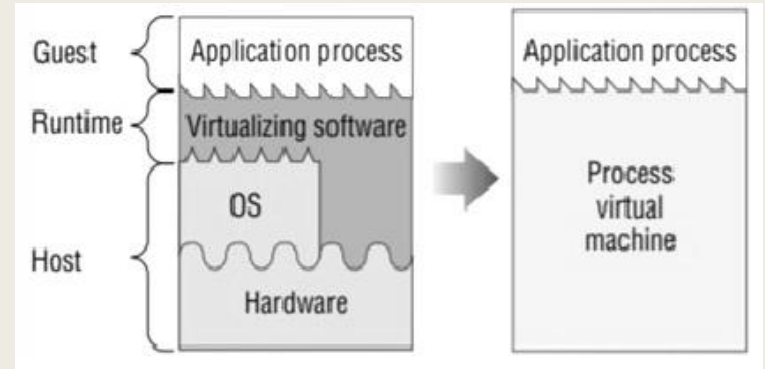 Guest
Application process
Runtime
Virtualizing software
Host
OS
Hardware
Application process
Process
virtual
machine